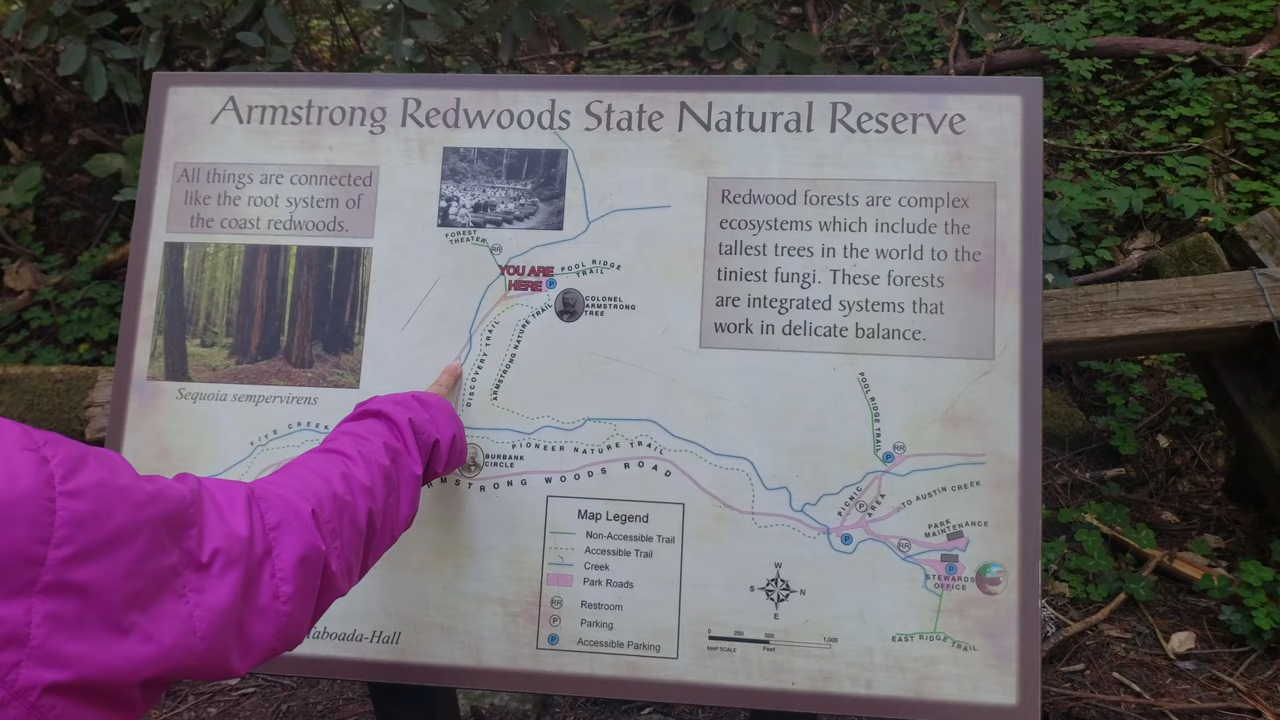 Armstrong Redwoods State Natural Reserve
All things are connected
like the root system of
the coast redwoods.
Sequoia sempervirens
Redwood forests are complex
ecosystems which include the
tallest trees in the world to the
tiniest fungi. These forests
are integrated systems that
work in delicate balance.
FOREST
THEATER
RR
YOU ARE
HERE
P
POOL RIDGE
TRAIL
COLONEL
ARMSTRONG
TREE
DISCOVERY TRAIL
ARMSTRONG NATURE TRAIL
FIFE CREEK
PIONEER NATURE TRAIL
BURBANK
CIRCLE
RMSTRONG WOODS ROAD
POOL RIDGE TRAIL
RR
P
PICNIC
AREA
P
TO AUSTIN CREEK
P
RR
PARK
MAINTENANCE
P
STEWARDS
OFFICE
EAST RIDGE TRAIL
Map Legend
Non-Accessible Trail
Accessible Trail
Creek
Park Roads
RR Restroom
P Parking
P Accessible Parking
W
S N
E
0 250 500 1,000
MAP SCALE Feet
Taboada-Hall